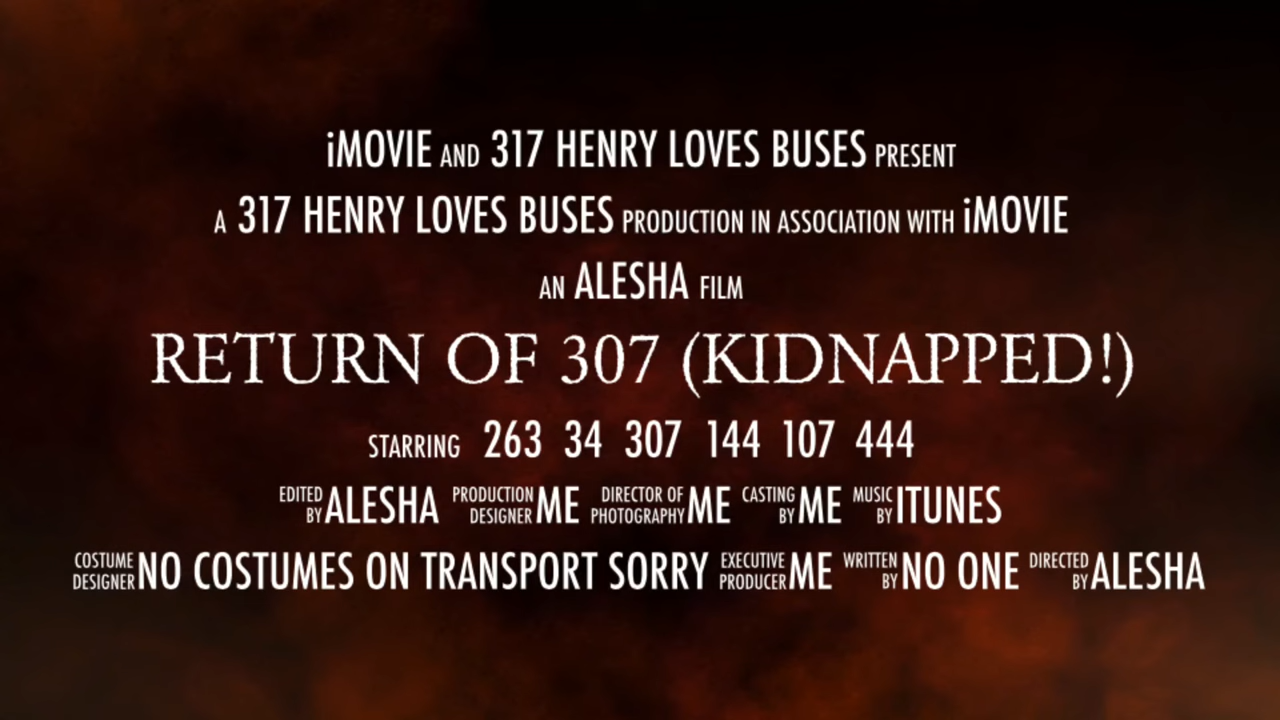 iMOVIE AND 317 HENRY LOVES BUSES PRESENT
A 317 HENRY LOVES BUSES PRODUCTION IN ASSOCIATION WITH iMOVIE
AN ALESHA FILM
RETURN OF 307 (KIDNAPPED!)
STARRING 263 34 307 144 107 444
EDITED BY ALESHA PRODUCTION DESIGNER ME DIRECTOR OF PHOTOGRAPHY ME CASTING BY ME MUSIC BY ITUNES
COSTUME DESIGNER NO COSTUMES ON TRANSPORT SORRY EXECUTIVE PRODUCER ME WRITTEN BY NO ONE DIRECTED BY ALESHA